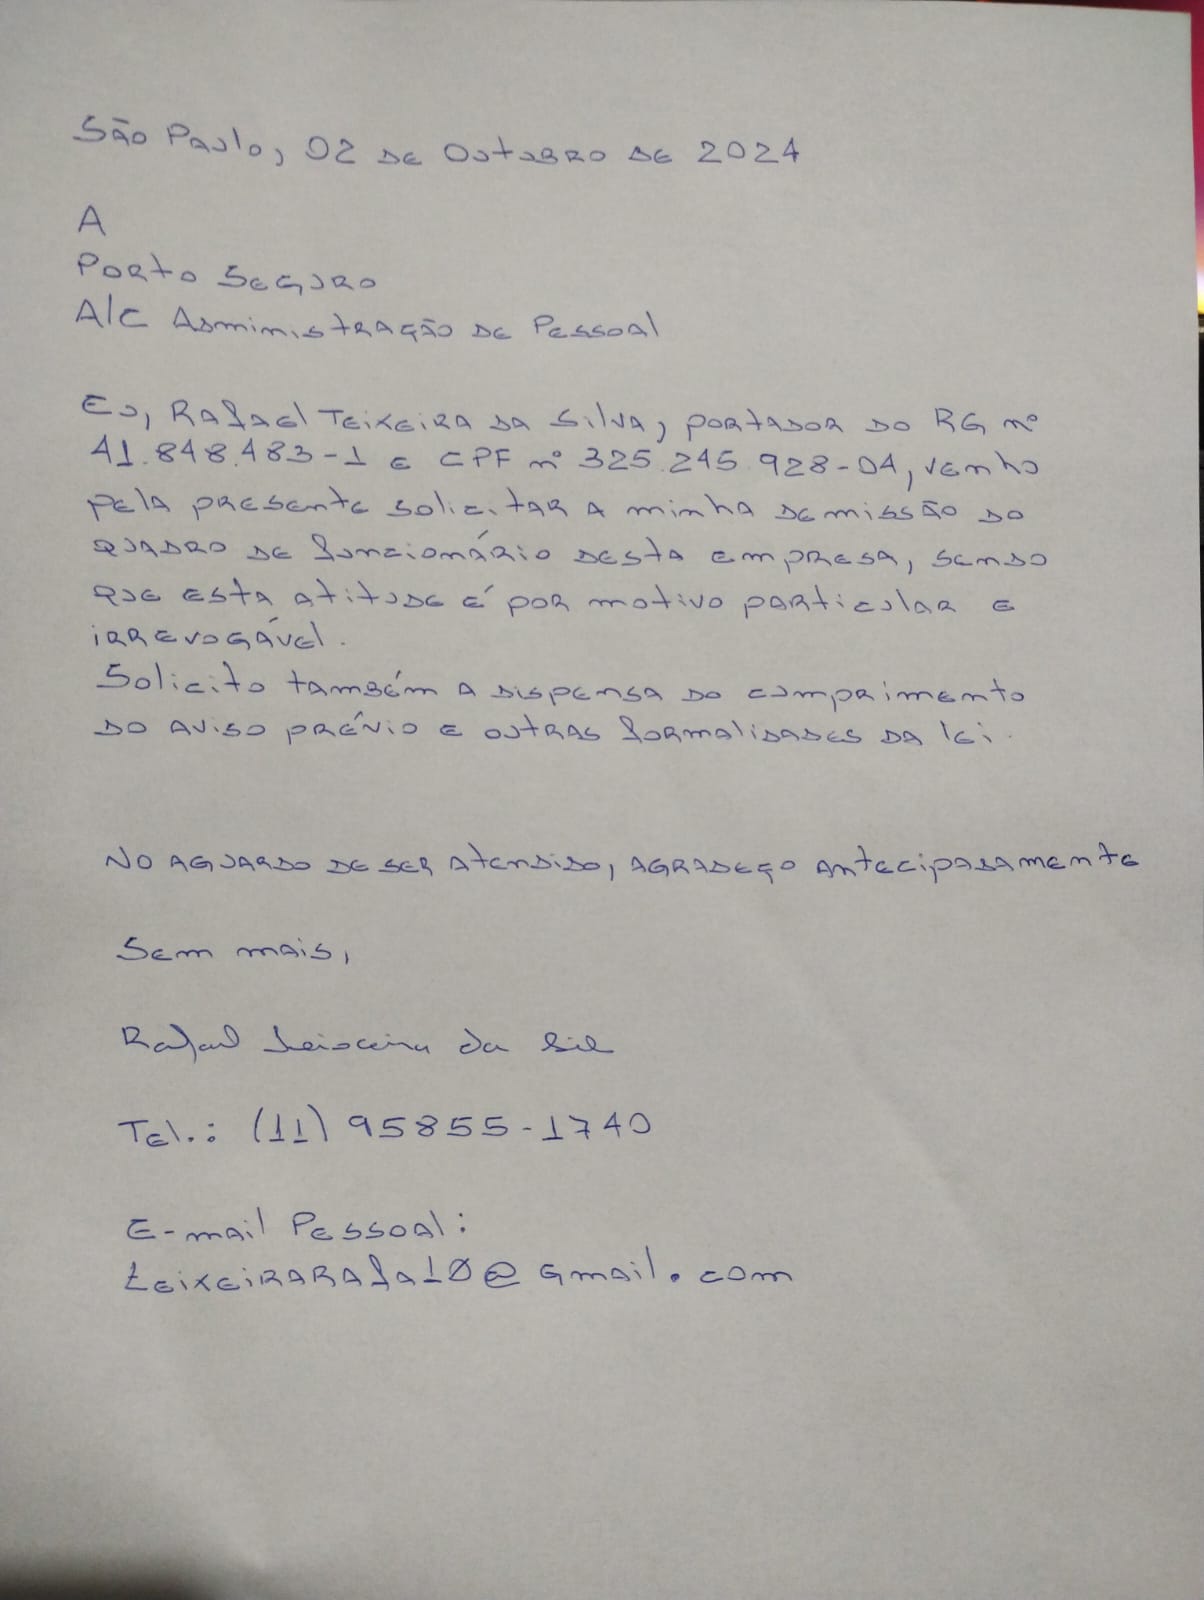 São Paulo, 02 de Outubro de 2024
A
Porto Seguro
A/C Administração de Pessoal
Eu, Rafael Teixeira da Silva, portador do RG nº
41.848.483-1 e CPF nº 325.245.928-04, venho
pela presente solicitar a minha demissão do
quadro de funcionário desta empresa, sendo
que esta atitude é por motivo particular e
irrevogável.
Solicito também a dispensa do comprimento
do aviso prévio e outras formalidades da lei.
No aguardo de ser atendido, agradeço antecipadamente
Sem mais,
Rafael Teixeira da Sil
Tel.: (11) 95855-1740
E-mail Pessoal:
teixeirarafa10@gmail.com